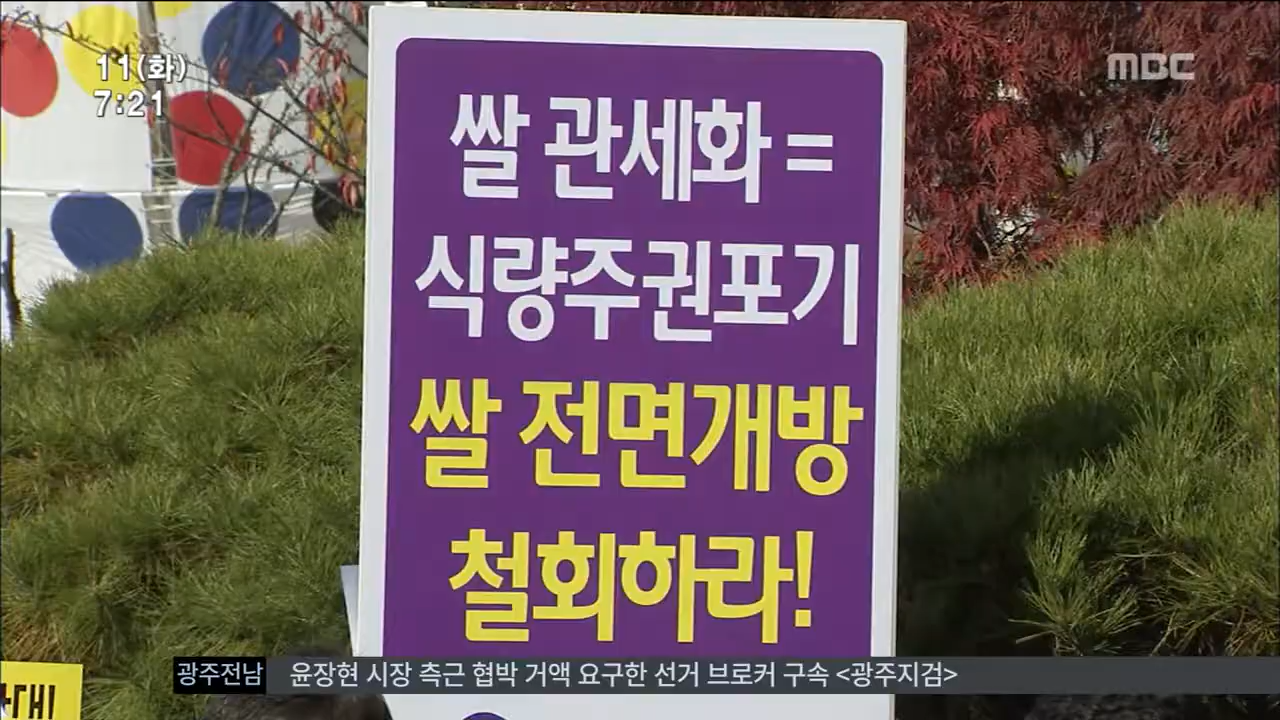 11(화)
7:21
MBC
쌀 관세화 =
식량주권포기
쌀 전면개방
철회하라!
광주전남 윤장현 시장 측근 협박 거액 요구한 선거 브로커 구속 <광주지검>